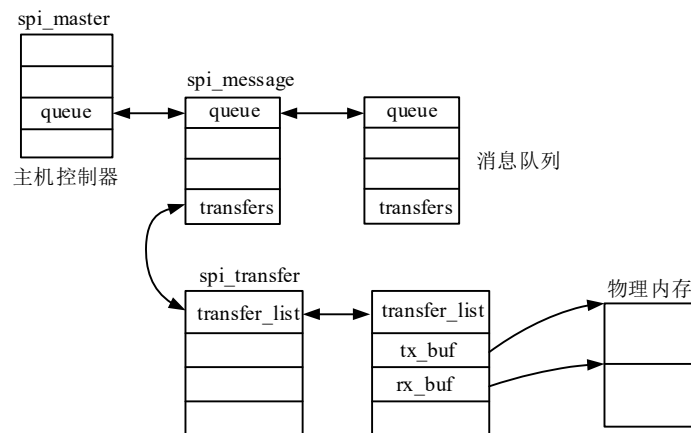 spi_master
spi_message
queue
queue
queue
主机控制器
消息队列
transfers
transfers
spi_transfer
物理内存
transfer_list
transfer_list
tx_buf
rx_buf